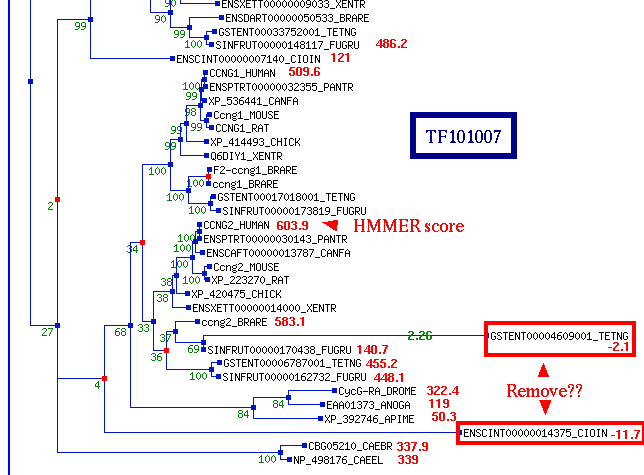 90
ENSXETT00000009033_XENTR
ENSDART00000050533_BRARE
99
90
GSTENT00033752001_TETNG
100
SINFRUT00000148117_FUGRU 486.2
ENSCINT00000007140_CIOIN 121
CCNG1_HUMAN 509.6
100
ENSPTRT00000032355_PANTR
XP_536441_CANFA
98
Ccng1_MOUSE
99
99
CCNG1_RAT
TF101007
99
XP_414493_CHICK
Q6DIY1_XENTR
100
F2-ccng1_BRARE
100
ccng1_BRARE
GSTENT00017018001_TETNG
2
100
SINFRUT00000173819_FUGRU
CCNG2_HUMAN 603.9
HMMER score
100
ENSPTRT00000030143_PANTR
34
100
ENSCAFT00000013787_CANFA
100
Ccng2_MOUSE
38
XP_223270_RAT
38
XP_420475_CHICK
ENSXETT00000014000_XENTR
27
68
33
ccng2_BRARE 583.1
37
2.26
GSTENT00004609001_TETNG
-2.1
69
SINFRUT00000170438_FUGRU 140.7
36
GSTENT00006787001_TETNG 455.2
100
SINFRUT00000162732_FUGRU 448.1
4
Remove??
CycG-RA_DROME 322.4
84
84
EAA01373_ANOGA 119
XP_392746_APIME 50.3
ENSCINT00000014375_CIOIN -11.7
CBG05210_CAEBR 337.9
100
NP_498176_CAEEL 339